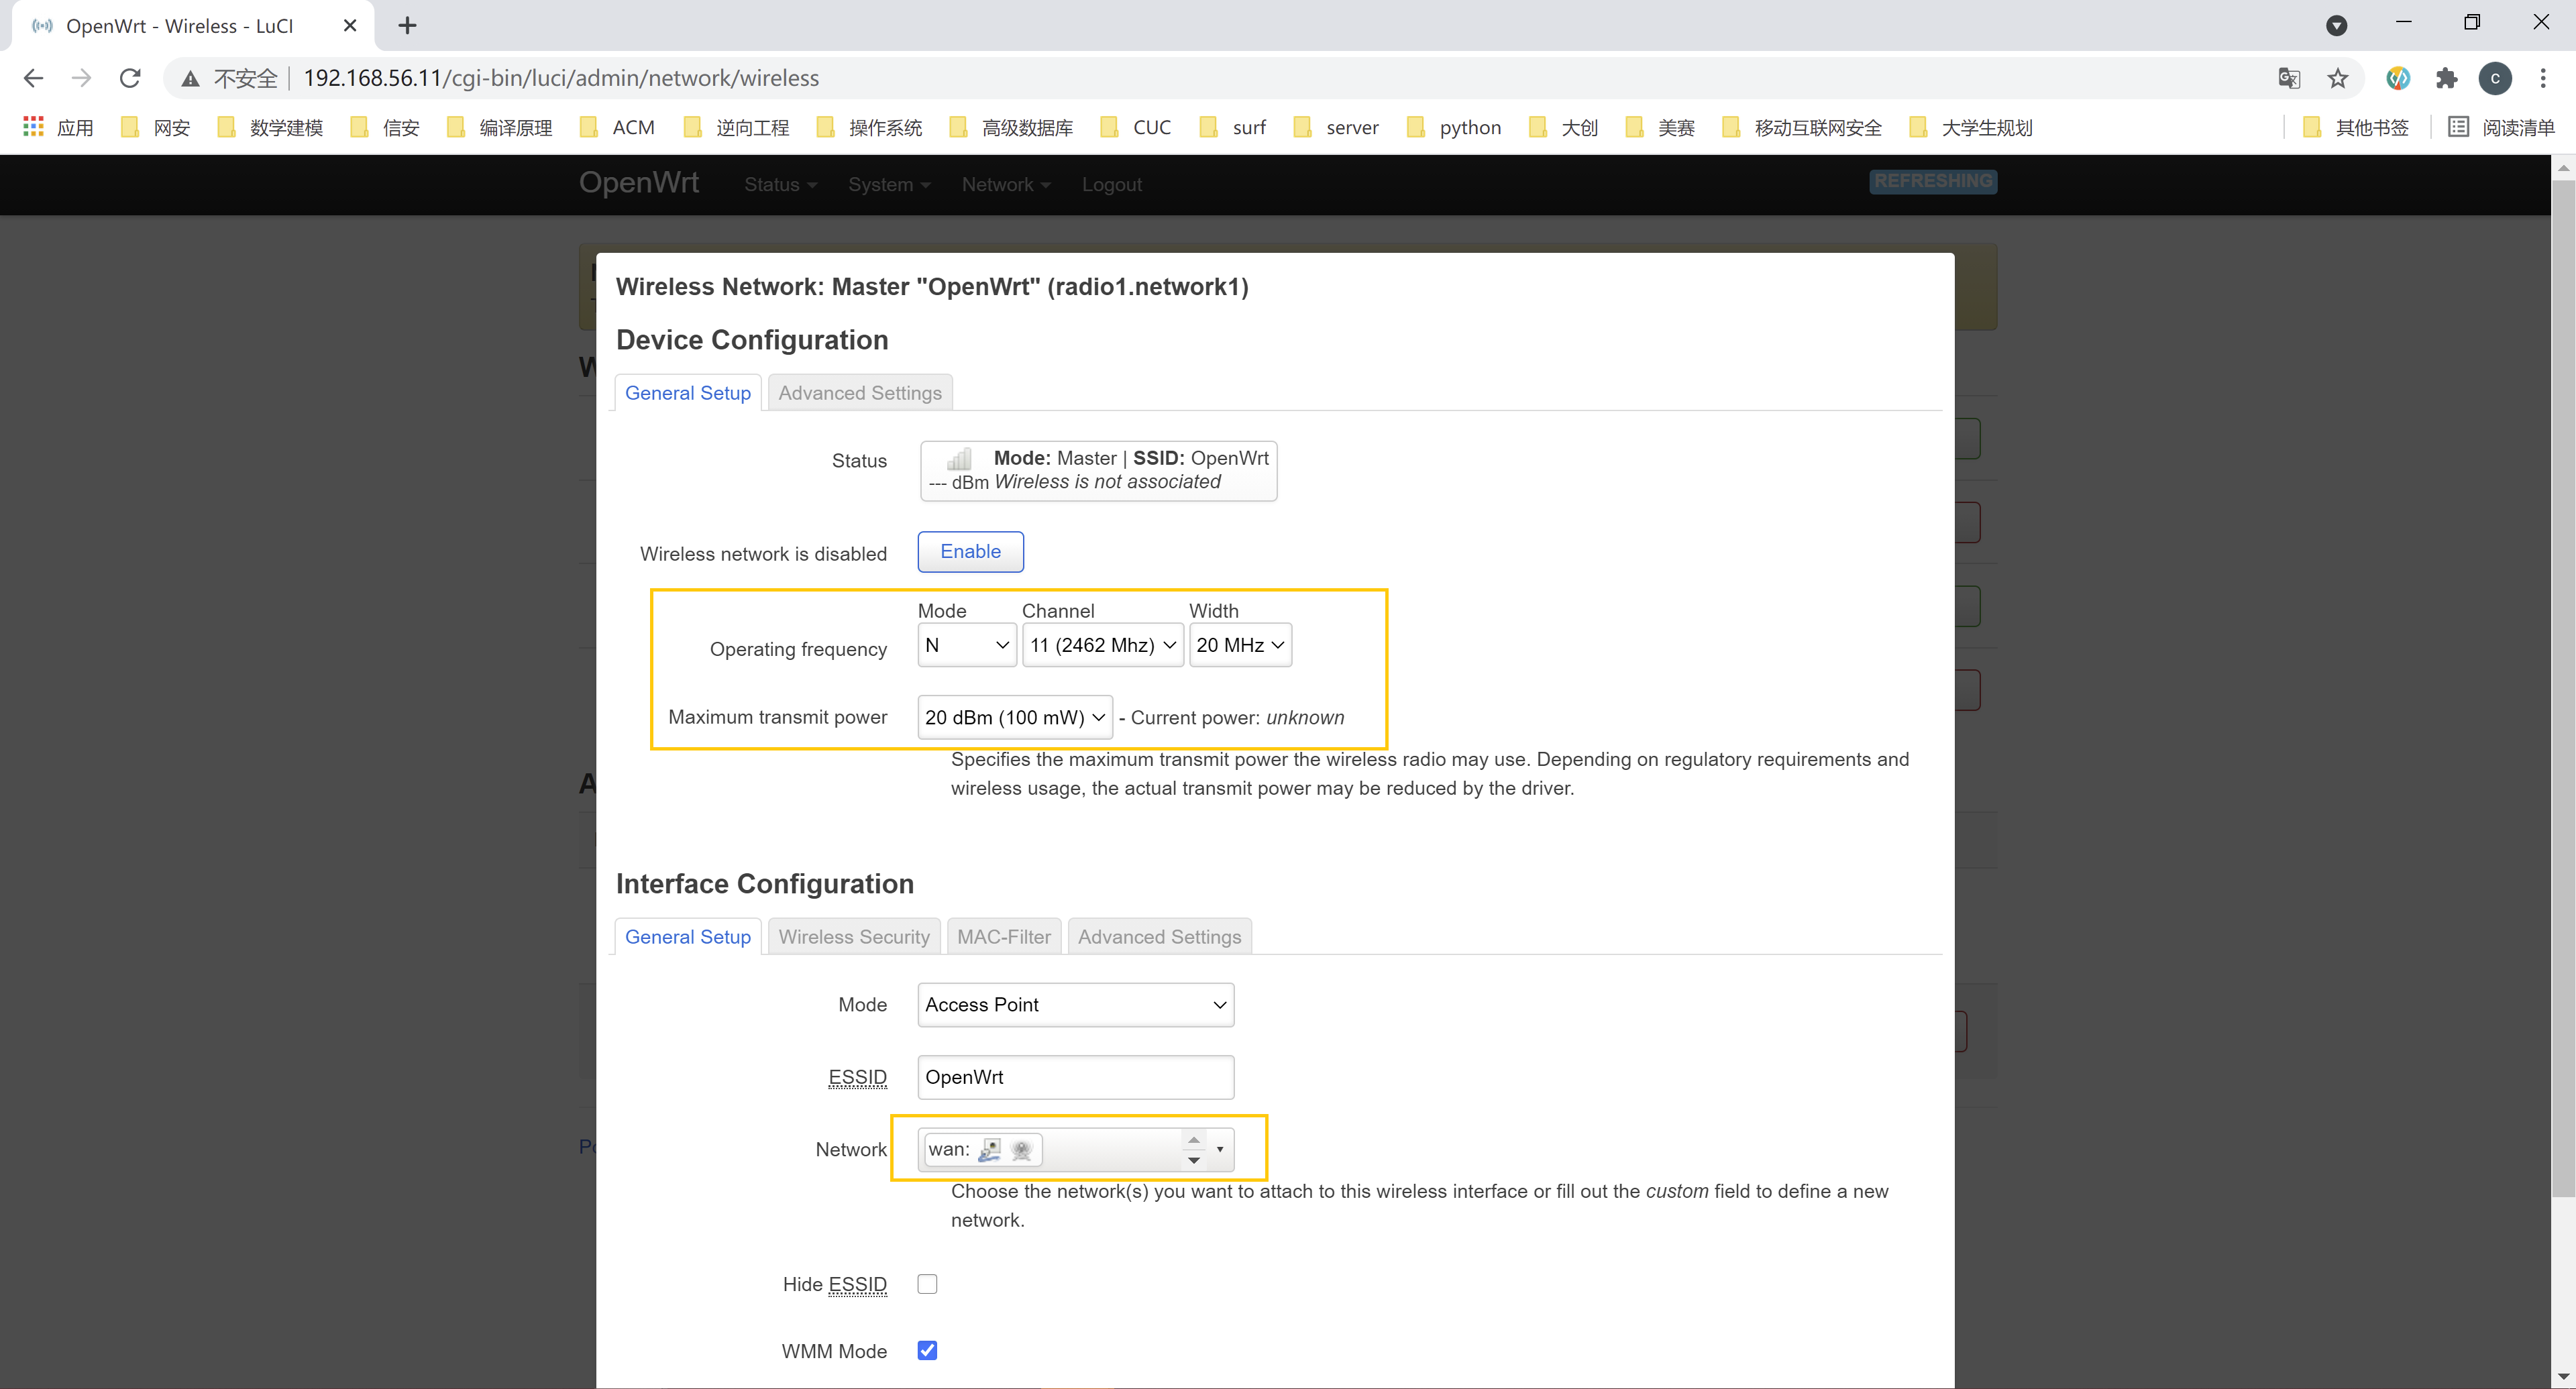 OpenWrt - Wireless - LuCI
不安全 192.168.56.11/cgi-bin/luci/admin/network/wireless
C
应用 网安 数学建模 信安 编译原理 ACM 逆向工程 操作系统 高级数据库 CUC surf server python 大创 美赛 移动互联网安全 大学生规划 其他书签 阅读清单
OpenWrt Status System Network Logout REFRESHING
Wireless Network: Master "OpenWrt" (radio1.network1)
Device Configuration
General Setup Advanced Settings
Status
Mode: Master | SSID: OpenWrt
--- dBm Wireless is not associated
Wireless network is disabled Enable
Mode Channel Width
Operating frequency N 11 (2462 Mhz) 20 MHz
Maximum transmit power 20 dBm (100 mW) - Current power: unknown
Specifies the maximum transmit power the wireless radio may use. Depending on regulatory requirements and
wireless usage, the actual transmit power may be reduced by the driver.
Interface Configuration
General Setup Wireless Security MAC-Filter Advanced Settings
Mode Access Point
ESSID OpenWrt
Network wan:
Choose the network(s) you want to attach to this wireless interface or fill out the custom field to define a new
network.
Hide ESSID
WMM Mode